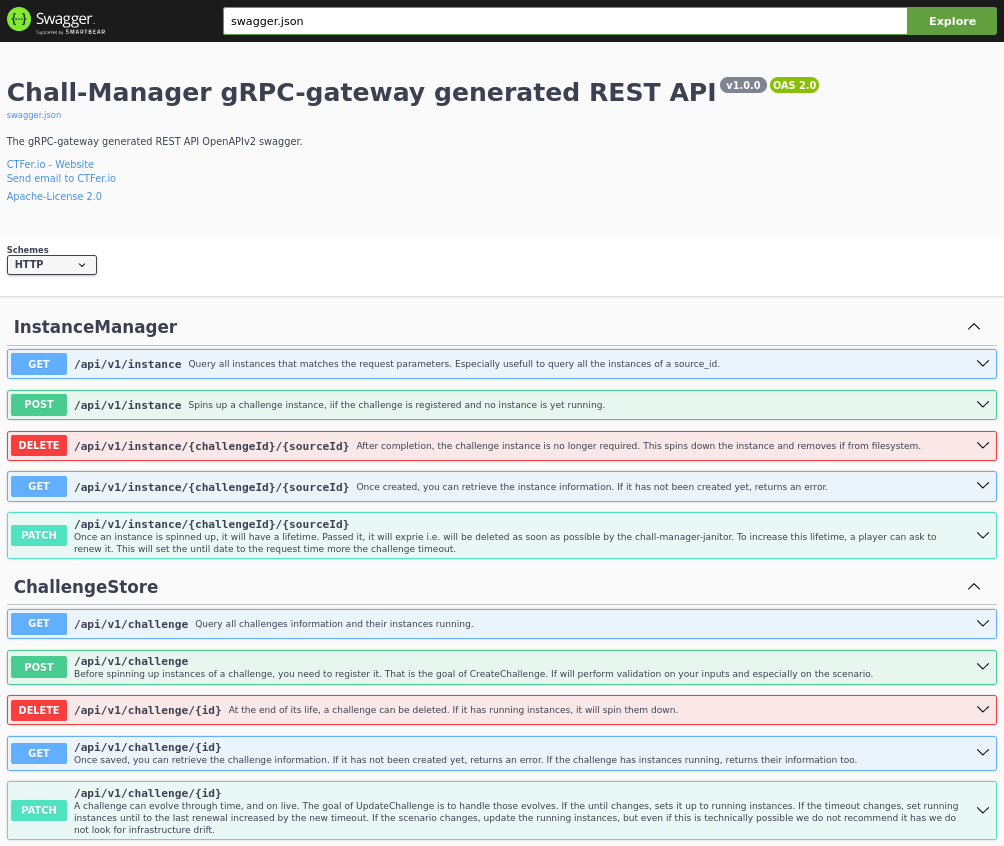 Swagger.
Supported by SMARTBEAR
swagger.json
Explore
Chall-Manager gRPC-gateway generated REST API v1.0.0 OAS 2.0
swagger.json
The gRPC-gateway generated REST API OpenAPIv2 swagger.
CTFer.io - Website
Send email to CTFer.io
Apache-License 2.0
Schemes
HTTP
InstanceManager
GET /api/v1/instance Query all instances that matches the request parameters. Especially usefull to query all the instances of a source_id.
POST /api/v1/instance Spins up a challenge instance, iif the challenge is registered and no instance is yet running.
DELETE /api/v1/instance/{challengeId}/{sourceId} After completion, the challenge instance is no longer required. This spins down the instance and removes if from filesystem.
GET /api/v1/instance/{challengeId}/{sourceId} Once created, you can retrieve the instance information. If it has not been created yet, returns an error.
PATCH /api/v1/instance/{challengeId}/{sourceId}
Once an instance is spinned up, it will have a lifetime. Passed it, it will exprie i.e. will be deleted as soon as possible by the chall-manager-janitor. To increase this lifetime, a player can ask to
renew it. This will set the until date to the request time more the challenge timeout.
ChallengeStore
GET /api/v1/challenge Query all challenges information and their instances running.
POST /api/v1/challenge
Before spinning up instances of a challenge, you need to register it. That is the goal of CreateChallenge. If will perform validation on your inputs and especially on the scenario.
DELETE /api/v1/challenge/{id} At the end of its life, a challenge can be deleted. If it has running instances, it will spin them down.
GET /api/v1/challenge/{id}
Once saved, you can retrieve the challenge information. If it has not been created yet, returns an error. If the challenge has instances running, returns their information too.
PATCH /api/v1/challenge/{id}
A challenge can evolve through time, and on live. The goal of UpdateChallenge is to handle those evolves. If the until changes, sets it up to running instances. If the timeout changes, set running
instances until to the last renewal increased by the new timeout. If the scenario changes, update the running instances, but even if this is technically possible we do not recommend it has we do
not look for infrastructure drift.